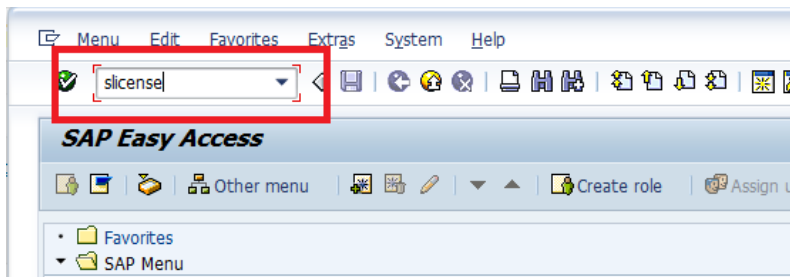 Menu Edit Favorites Extras System Help
slicense
SAP Easy Access
Other menu Create role Assign
Favorites
SAP Menu